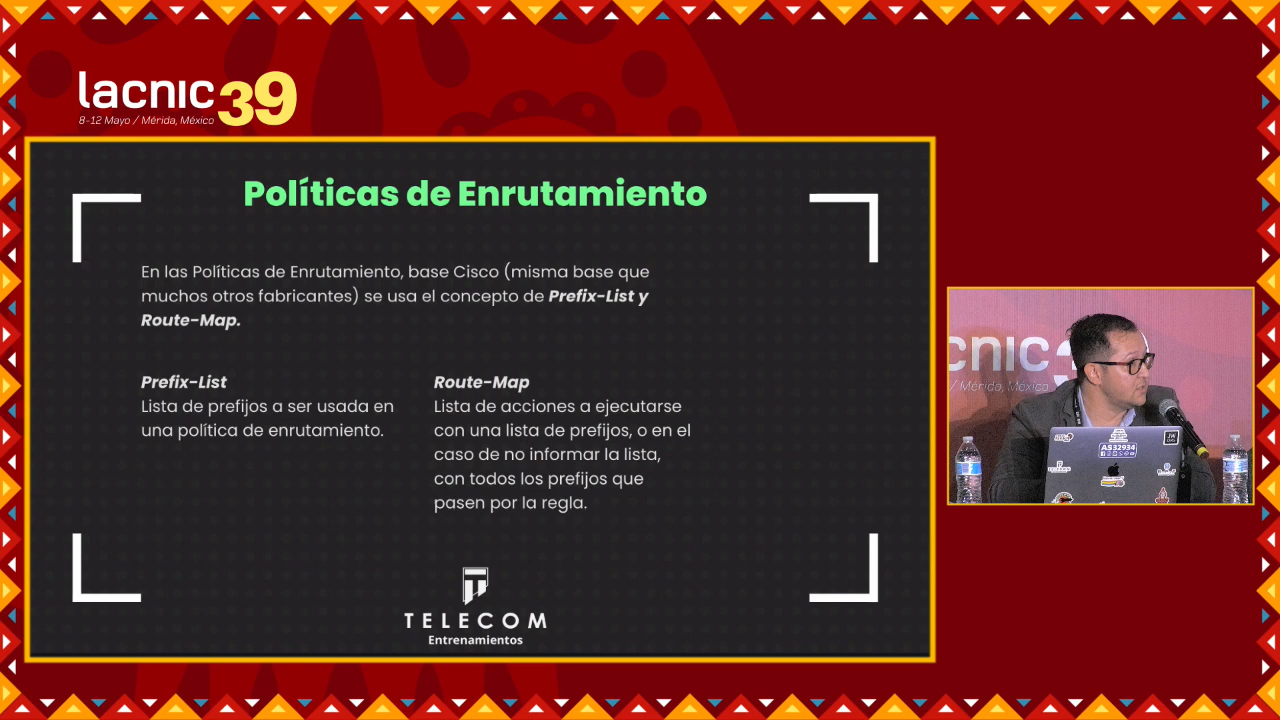 lacnic 39
8-12 Mayo / Mérida, México
Políticas de Enrutamiento
En las Políticas de Enrutamiento, base Cisco (misma base que
muchos otros fabricantes) se usa el concepto de Prefix-List y
Route-Map.
Prefix-List
Lista de prefijos a ser usada en
una política de enrutamiento.
Route-Map
Lista de acciones a ejecutarse
con una lista de prefijos, o en el
caso de no informar la lista,
con todos los prefijos que
pasen por la regla.
TELECOM
Entrenamientos
cnic 3
/ Mérida, México
AS32934